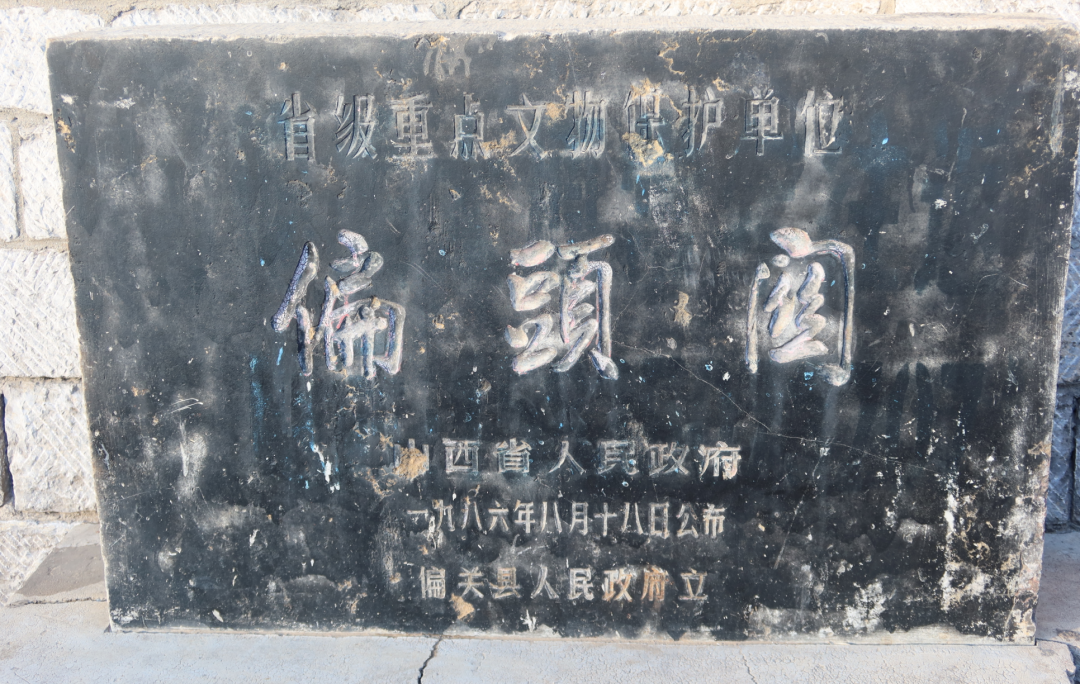 省级重点文物保护单位
偏頭関
山西省人民政府
一九八六年八月十八日公布
偏关县人民政府立